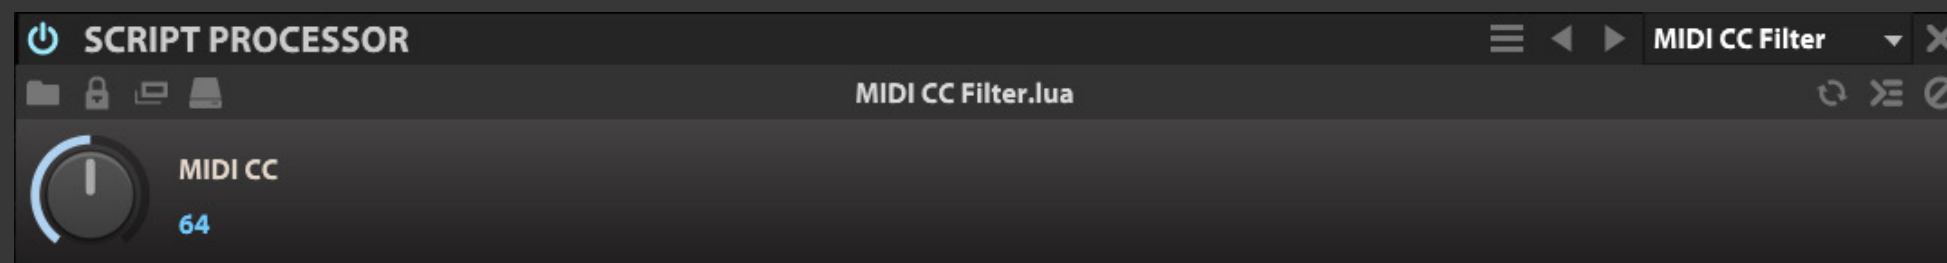 SCRIPT PROCESSOR
MIDI CC Filter
MIDI CC Filter.lua
MIDI CC
64